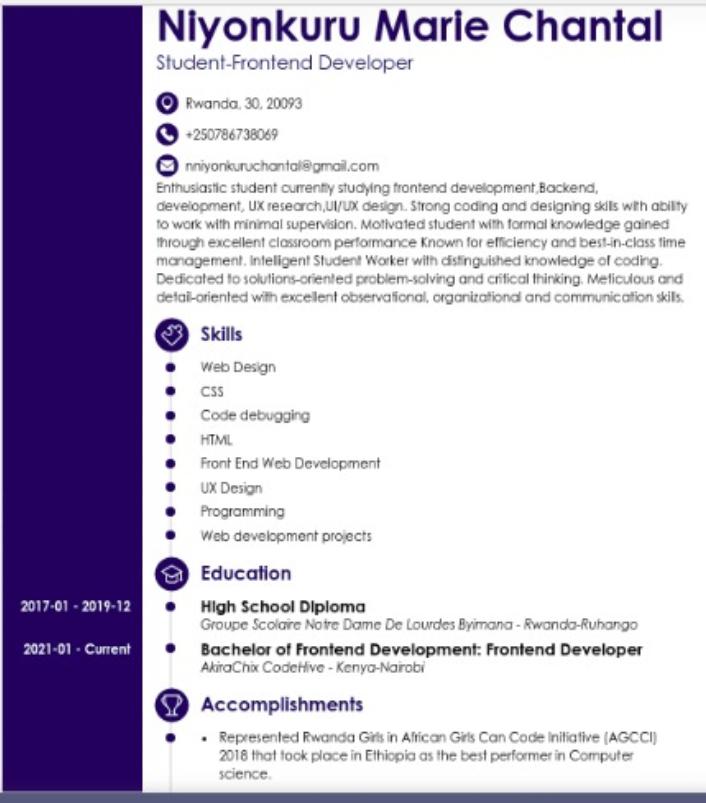 Niyonkuru Marie Chantal
Student-Frontend Developer
Rwanda, 30, 20093
+250786738069
nniyonkuruchantal@gmail.com
Enthusiastic student currently studying frontend development,Backend,
development, UX research,UI/UX design. Strong coding and designing skills with ability
to work with minimal supervision. Motivated student with formal knowledge gained
through excellent classroom performance Known for efficiency and best-in-class time
management. Intelligent Student Worker with distinguished knowledge of coding.
Dedicated to solutions-oriented problem-solving and critical thinking. Meticulous and
detail-oriented with excellent observational, organizational and communication skills.
Skills
Web Design
CSS
Code debugging
HTML
Front End Web Development
UX Design
Programming
Web development projects
Education
2017-01 - 2019-12 High School Diploma
Groupe Scolaire Notre Dame De Lourdes Byimana - Rwanda-Ruhango
2021-01 - Current Bachelor of Frontend Development: Frontend Developer
AkiraChix CodeHive - Kenya-Nairobi
Accomplishments
• Represented Rwanda Girls in African Girls Can Code Initiative (AGCCI)
2018 that took place in Ethiopia as the best performer in Computer
science.